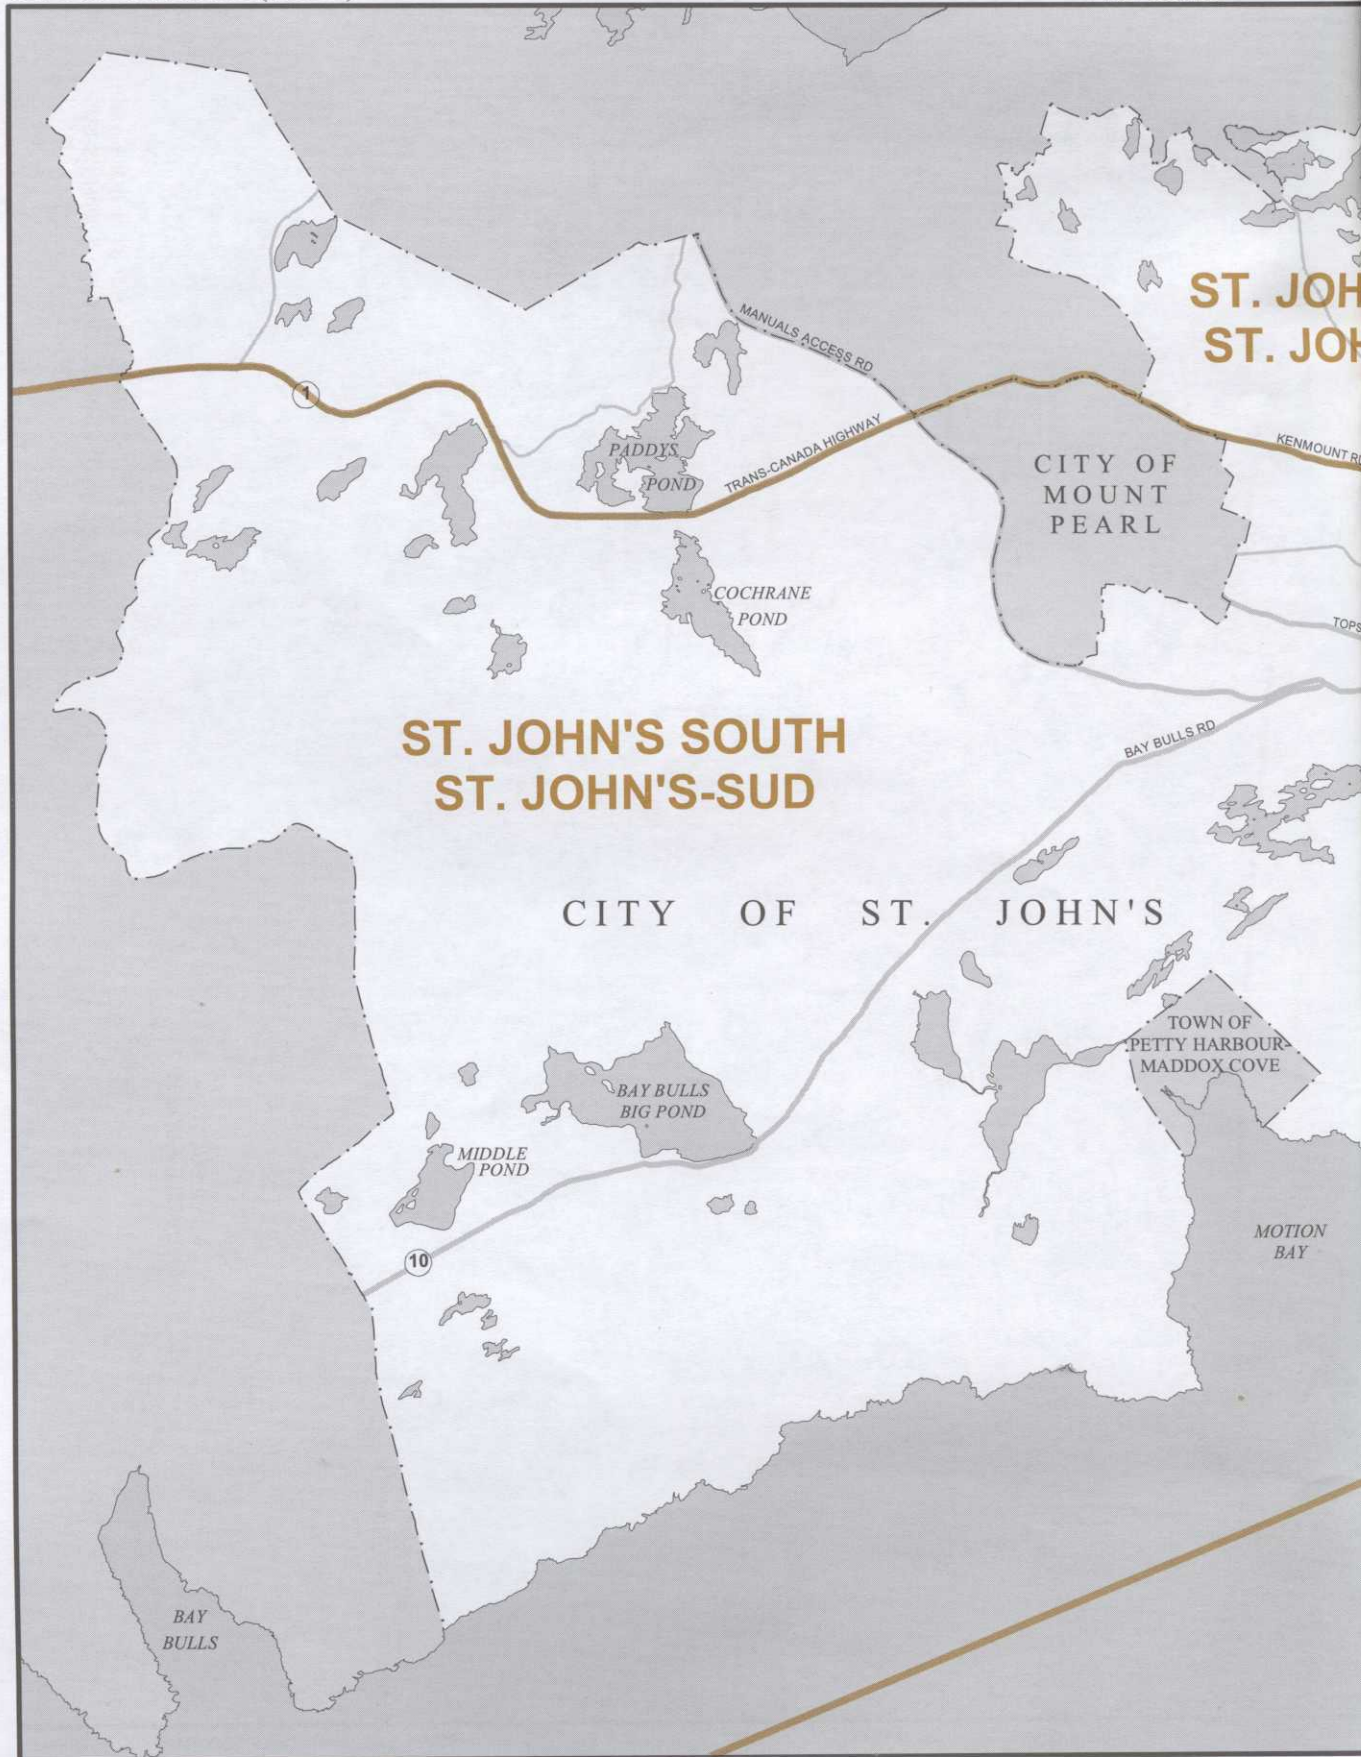 ST. JOH
ST. JOH
MANUALS ACCESS RD
1
TRANS-CANADA HIGHWAY
KENMOUNT
PADDYS
POND
CITY OF
MOUNT
PEARL
COCHRANE
POND
TOPS
ST. JOHN'S SOUTH
ST. JOHN'S-SUD
BAY BULLS RD
CITY OF ST. JOHN'S
TOWN OF
PETTY HARBOUR-
MADDOX COVE
BAY BULLS
BIG POND
MIDDLE
POND
MOTION
BAY
10
BAY
BULLS